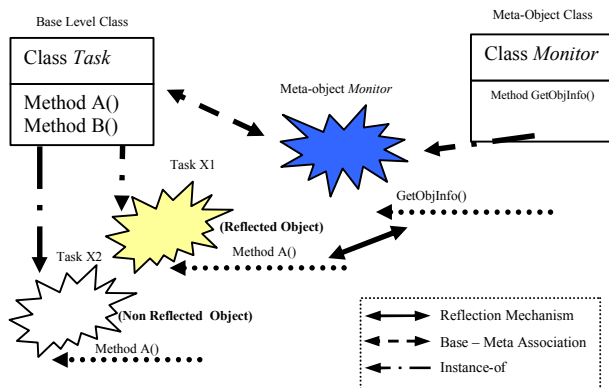 Base Level Class
Class Task
Method A()
Method B()
Meta-Object Class
Class Monitor
Method GetObjInfo()
Meta-object Monitor
Task X1
(Reflected Object)
GetObjInfo()
Method A()
Task X2
(Non Reflected Object)
Method A()
Reflection Mechanism
Base – Meta Association
Instance-of